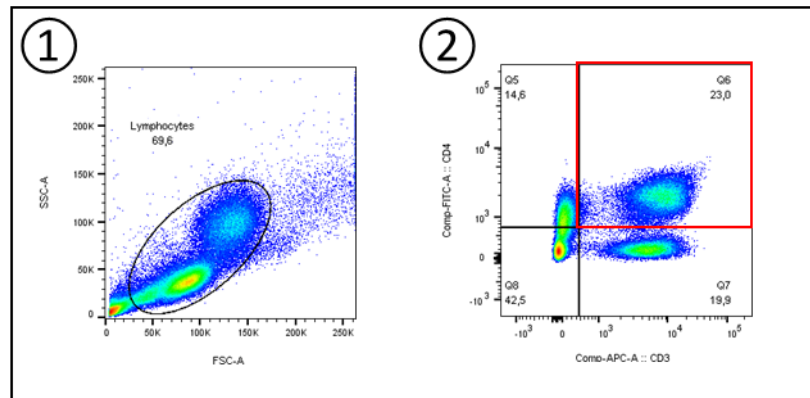 1
2
250K
200K
150K
100K
50K
0
SSC-A
Lymphocytes
69,6
0 50K 100K 150K 200K 250K
FSC-A
10^5
10^4
10^3
0
-10^3
Comp-FITC-A :: CD4
Q5
14,6
Q6
23,0
Q8
42,5
Q7
19,9
-10^3 0 10^3 10^4 10^5
Comp-APC-A :: CD3